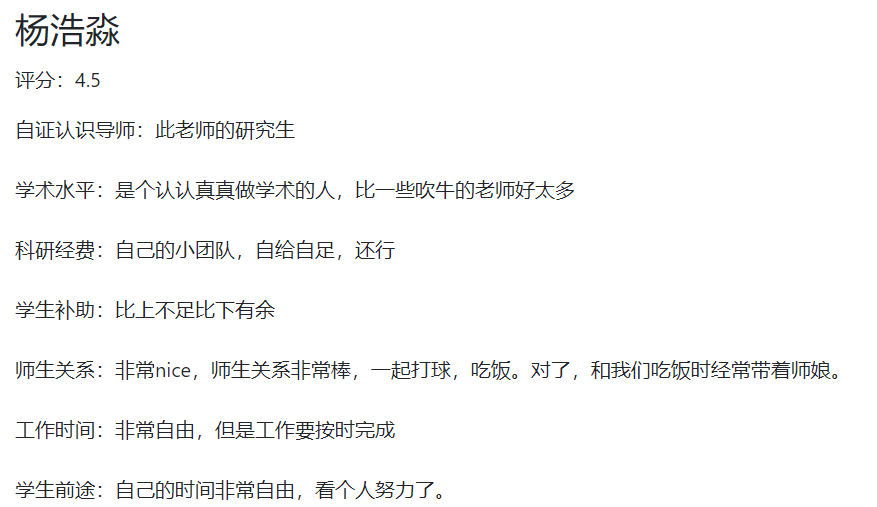 杨浩淼
评分：4.5
自证认识导师：此老师的研究生
学术水平：是个认认真真做学术的人，比一些吹牛的老师好太多
科研经费：自己的小团队，自给自足，还行
学生补助：比上不足比下有余
师生关系：非常nice，师生关系非常棒，一起打球，吃饭。对了，和我们吃饭时经常带着师娘。
工作时间：非常自由，但是工作要按时完成
学生前途：自己的时间非常自由，看个人努力了。